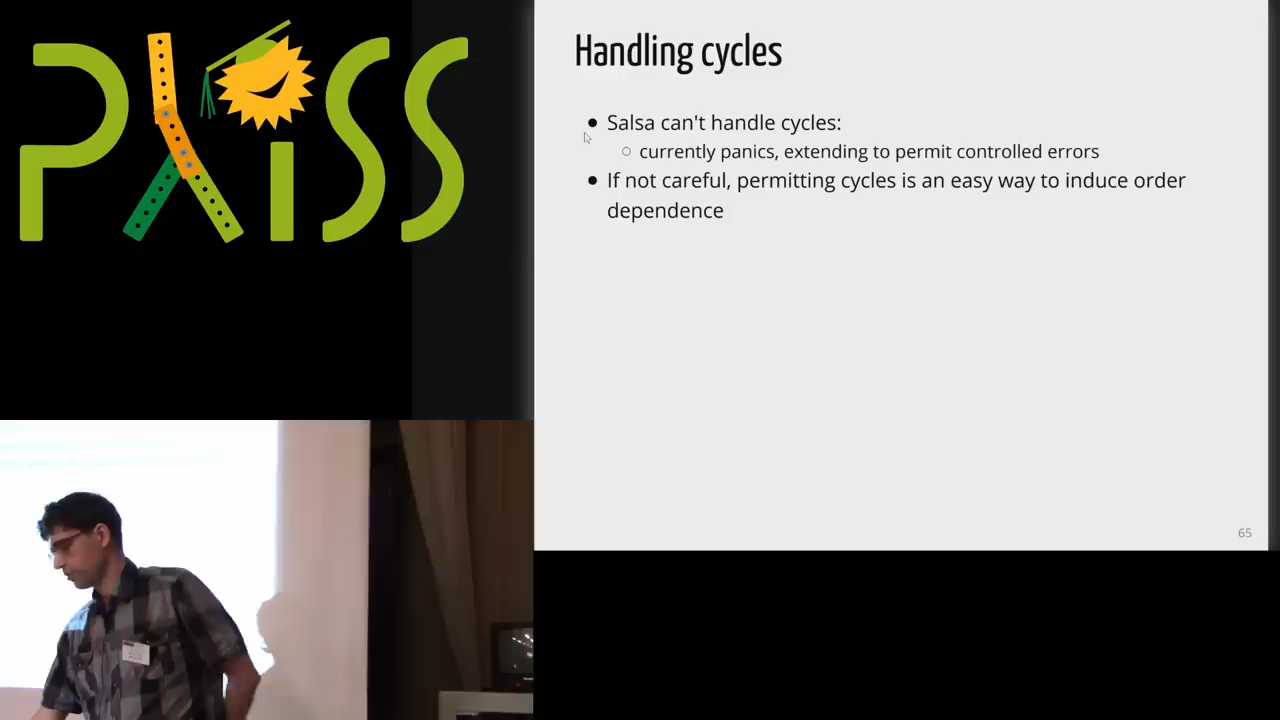 PLISS
Handling cycles
● Salsa can't handle cycles:
○ currently panics, extending to permit controlled errors
● If not careful, permitting cycles is an easy way to induce order
dependence
65